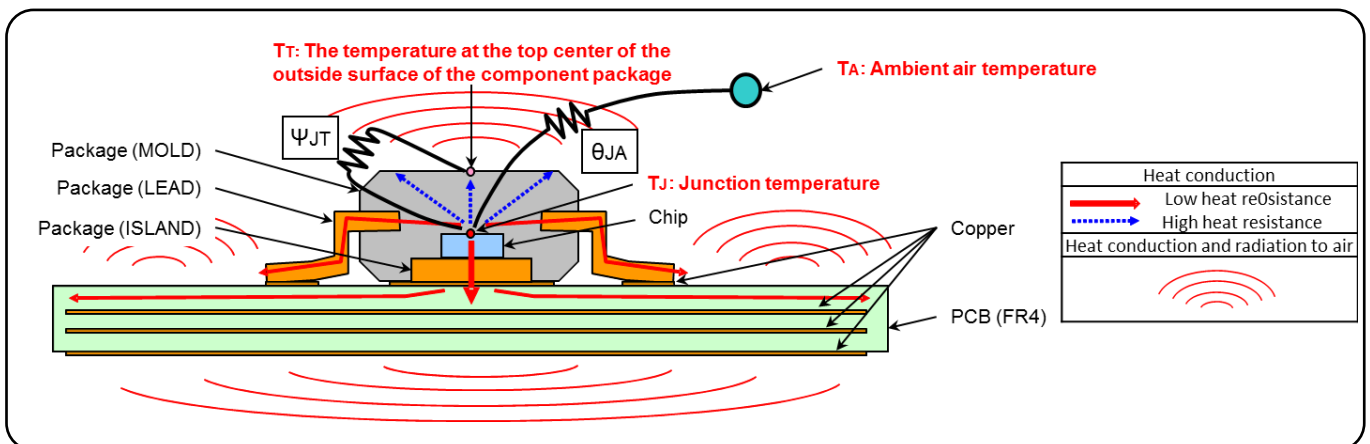 TT: The temperature at the top center of the
outside surface of the component package
TA: Ambient air temperature
ΨJT
θJA
Package (MOLD)
Package (LEAD)
Package (ISLAND)
TJ: Junction temperature
Chip
Copper
PCB (FR4)
Heat conduction
Low heat re0sistance
High heat resistance
Heat conduction and radiation to air